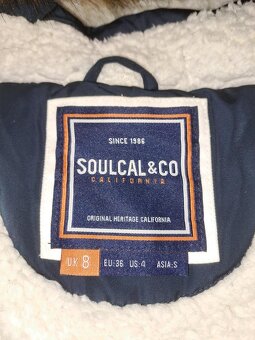 SINCE 1986
SOULCAL&CO
CALIFORNIA
ORIGINAL HERITAGE CALIFORNIA
UK 8 EU:36 US:4 ASIA:S